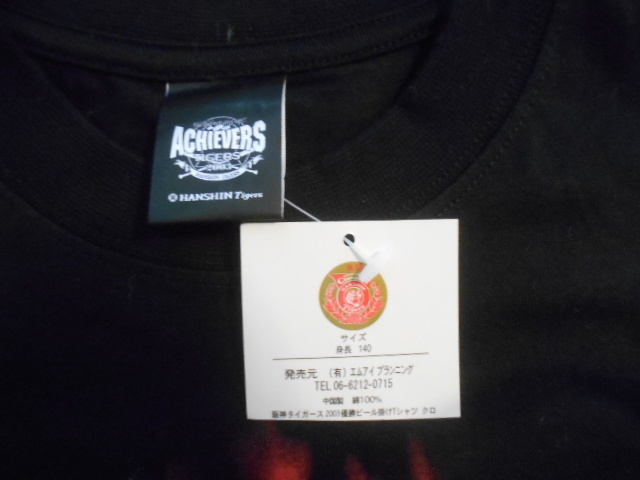 ACHIEVERS
TIGERS
HANSHIN Tigers
サイズ
身長 140
発売元 （有）エムアイ プランニング
TEL 06-6212-0715
中国製 綿100%
阪神タイガース 2003優勝ビール掛けTシャツ クロ